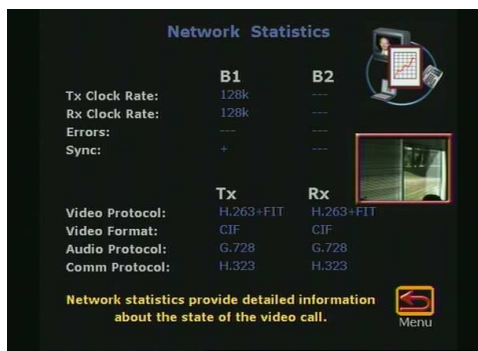 Network Statistics
B1 B2
Tx Clock Rate: 128k ---
Rx Clock Rate: 128k ---
Errors: --- ---
Sync: + ---
Tx Rx
Video Protocol: H.263+FIT H.263+FIT
Video Format: CIF CIF
Audio Protocol: G.728 G.728
Comm Protocol: H.323 H.323
Network statistics provide detailed information
about the state of the video call.
Menu